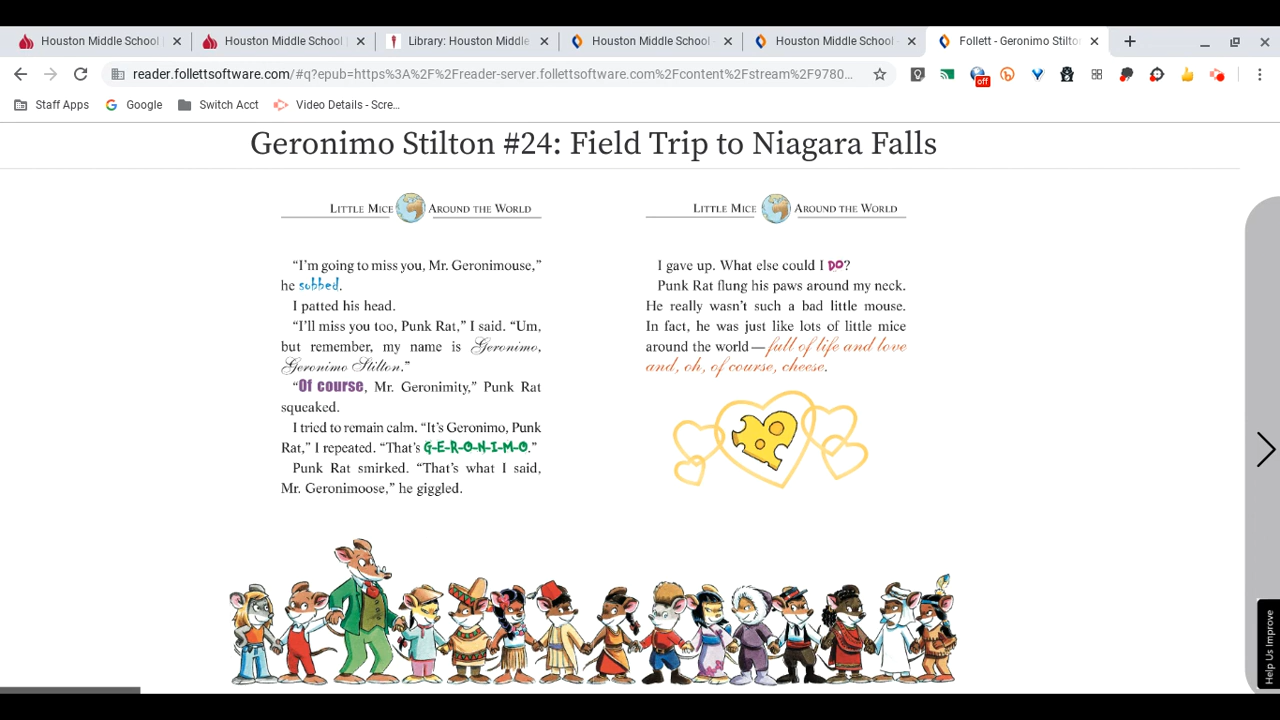 Houston Middle School
Houston Middle School
Library: Houston Middle
Houston Middle School
Houston Middle School
Follett - Geronimo Stilton
reader.follettsoftware.com/#q?epub=https%3A%2F%2Freader-server.follettsoftware.com%2Fcontent%2Fstream%2F9780...
off
Staff Apps
Google
Switch Acct
Video Details - Scre...
Geronimo Stilton #24: Field Trip to Niagara Falls
LITTLE MICE AROUND THE WORLD
“I’m going to miss you, Mr. Geronimouse,”
he sobbed.
I patted his head.
“I’ll miss you too, Punk Rat,” I said. “Um,
but remember, my name is Geronimo,
Geronimo Stilton.”
“Of course, Mr. Geronimity,” Punk Rat
squeaked.
I tried to remain calm. “It’s Geronimo, Punk
Rat,” I repeated. “That’s G-E-R-O-N-I-M-O.”
Punk Rat smirked. “That’s what I said,
Mr. Geronimoose,” he giggled.
LITTLE MICE AROUND THE WORLD
I gave up. What else could I DO?
Punk Rat flung his paws around my neck.
He really wasn’t such a bad little mouse.
In fact, he was just like lots of little mice
around the world — full of life and love
and, oh, of course, cheese.
Help Us Improve